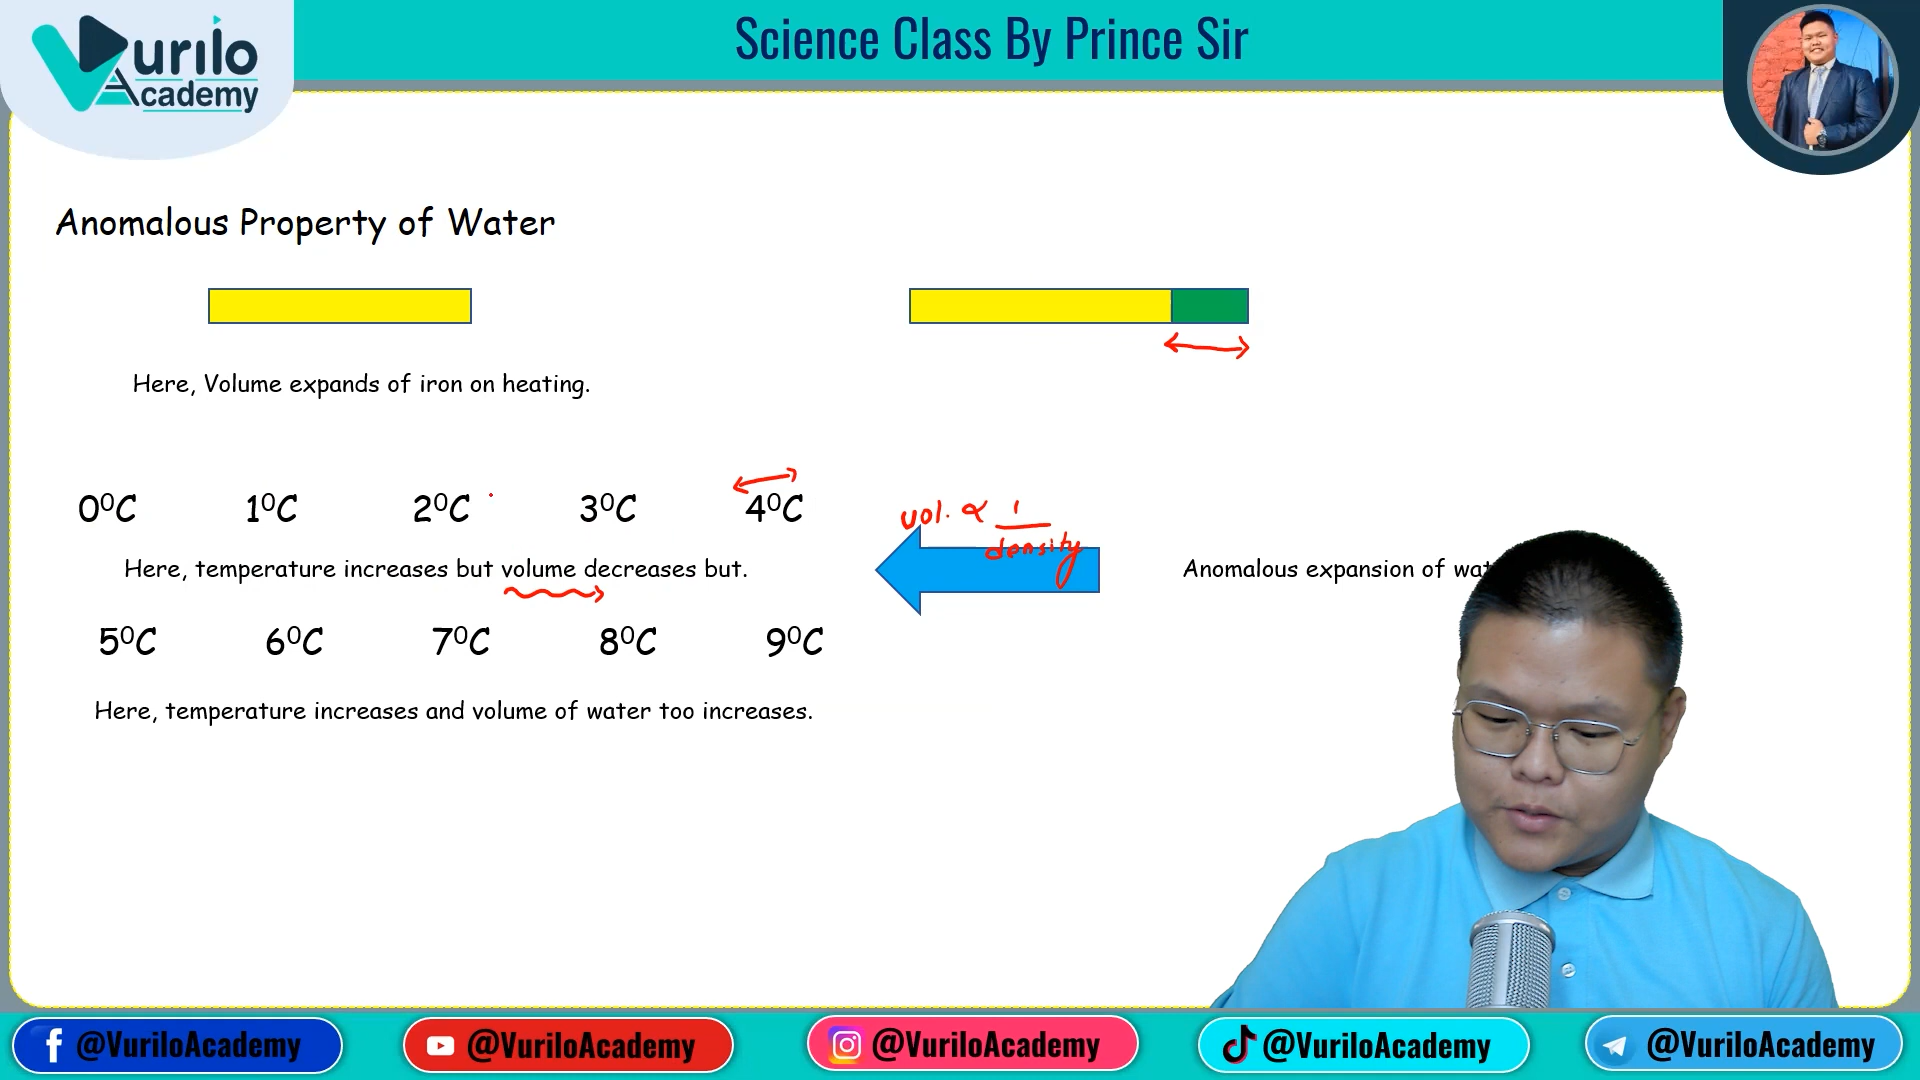 Vurilo
Academy
Science Class By Prince Sir
Anomalous Property of Water
Here, Volume expands of iron on heating.
0⁰C 1⁰C 2⁰C 3⁰C 4⁰C
vol. ∝ 1
density
Here, temperature increases but volume decreases but.
Anomalous expansion of
5⁰C 6⁰C 7⁰C 8⁰C 9⁰C
Here, temperature increases and volume of water too increases.
@VuriloAcademy
@VuriloAcademy
@VuriloAcademy
@VuriloAcademy
@VuriloAcademy